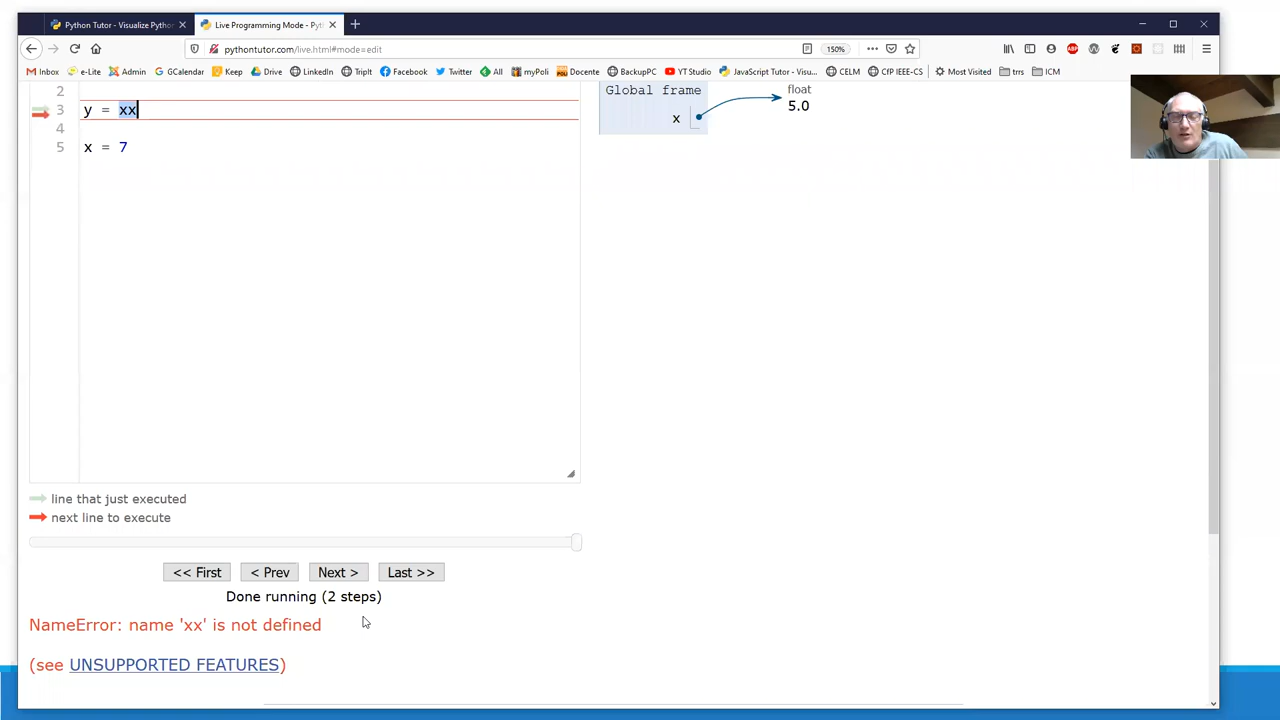 Python Tutor - Visualize Python
Live Programming Mode - Pyt
pythontutor.com/live.html#mode=edit
150%
Inbox
e-Lite
Admin
GCalendar
Keep
Drive
LinkedIn
TripIt
Facebook
Twitter
All
myPoli
Docente
BackupPC
YT Studio
JavaScript Tutor - Visu...
CELM
CfP IEEE-CS
Most Visited
trrs
ICM
2
3 y = xx
4
5 x = 7
Global frame
x
float
5.0
line that just executed
next line to execute
<< First
< Prev
Next >
Last >>
Done running (2 steps)
NameError: name 'xx' is not defined
(see UNSUPPORTED FEATURES)